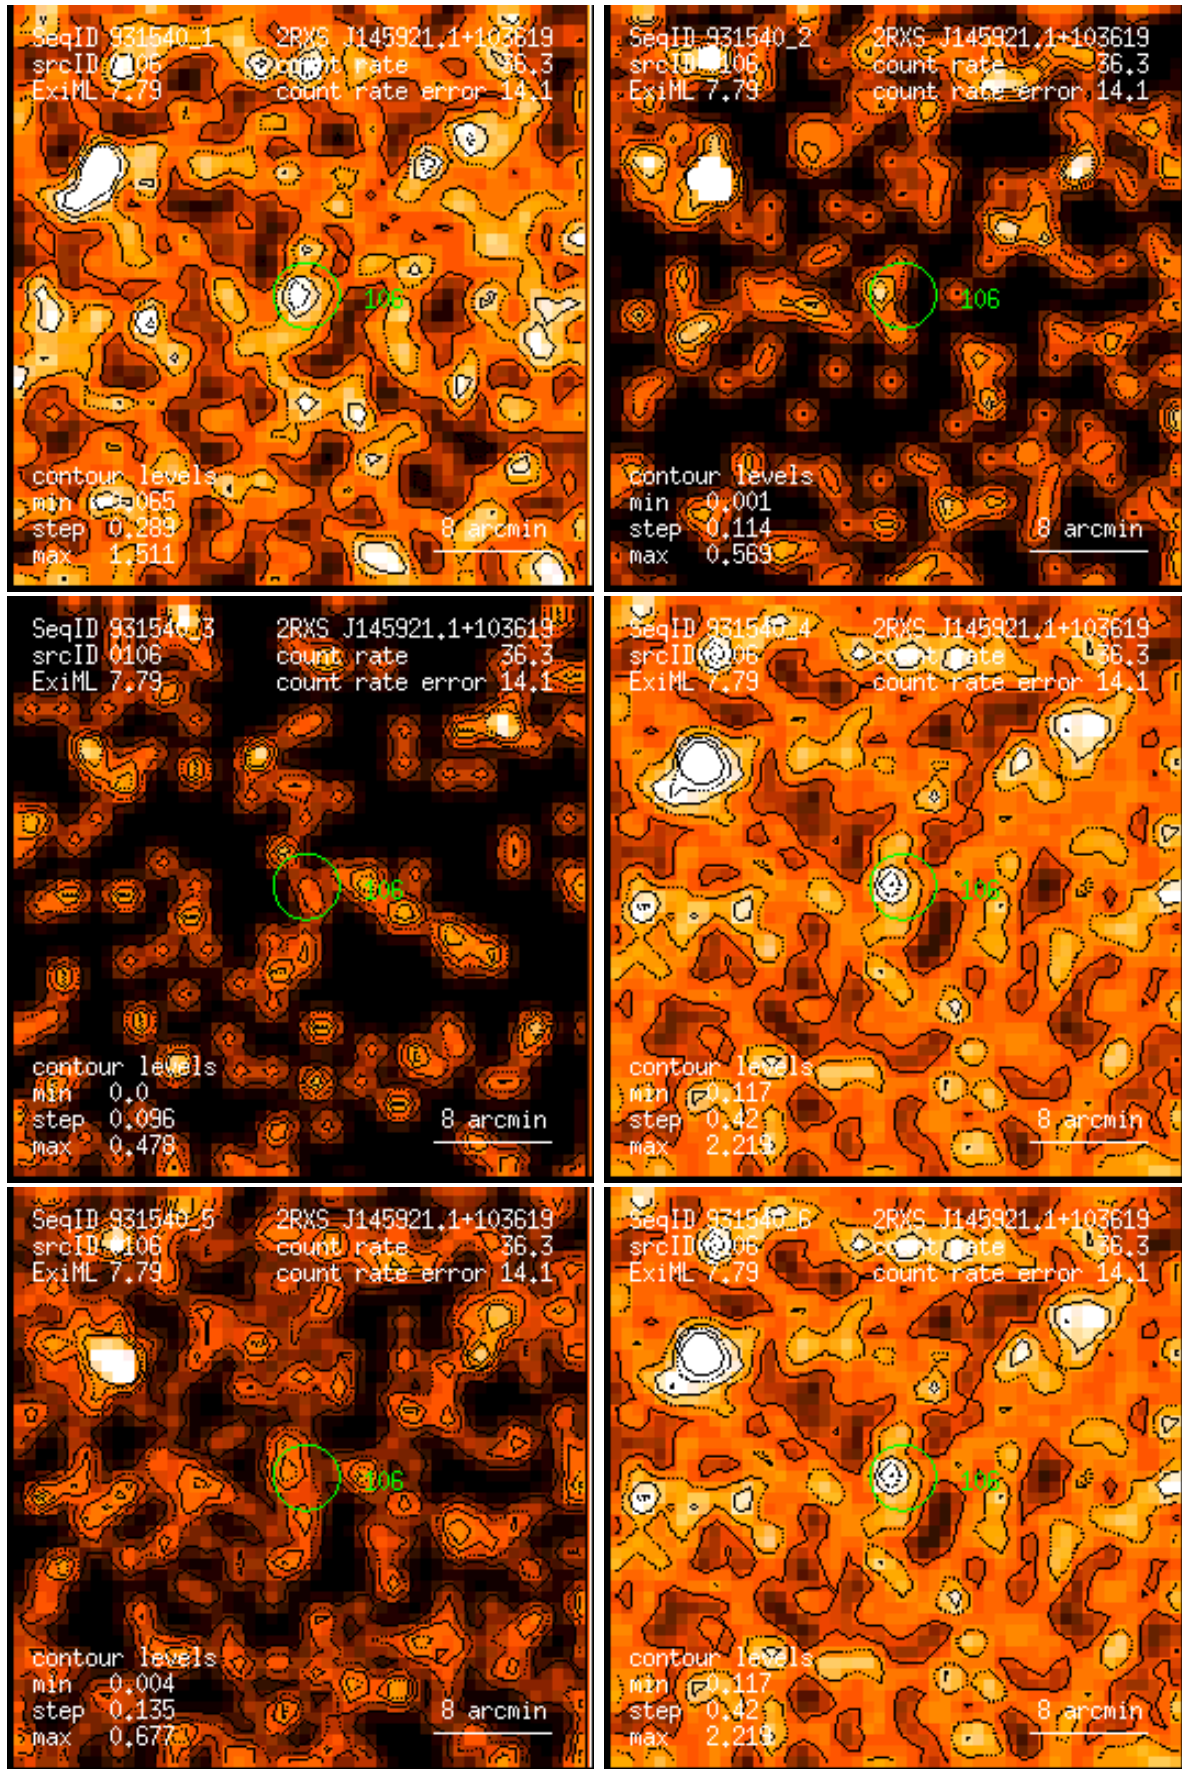 SeqID 931540_1 2RXS J145921.1+103619
srcID 0106 count rate 36.3
ExiML 7.79 count rate error 14.1
106
contour levels
min 0.065
step 0.289
max 1.511
8 arcmin
SeqID 931540_2 2RXS J145921.1+103619
srcID 0106 count rate 36.3
ExiML 7.79 count rate error 14.1
106
contour levels
min 0.001
step 0.114
max 0.569
8 arcmin
SeqID 931540_3 2RXS J145921.1+103619
srcID 0106 count rate 36.3
ExiML 7.79 count rate error 14.1
106
contour levels
min 0.0
step 0.096
max 0.478
8 arcmin
SeqID 931540_4 2RXS J145921.1+103619
srcID 0106 count rate 36.3
ExiML 7.79 count rate error 14.1
106
contour levels
min 0.117
step 0.42
max 2.219
8 arcmin
SeqID 931540_5 2RXS J145921.1+103619
srcID 0106 count rate 36.3
ExiML 7.79 count rate error 14.1
106
contour levels
min 0.004
step 0.135
max 0.677
8 arcmin
SeqID 931540_6 2RXS J145921.1+103619
srcID 0106 count rate 36.3
ExiML 7.79 count rate error 14.1
106
contour levels
min 0.117
step 0.42
max 2.219
8 arcmin